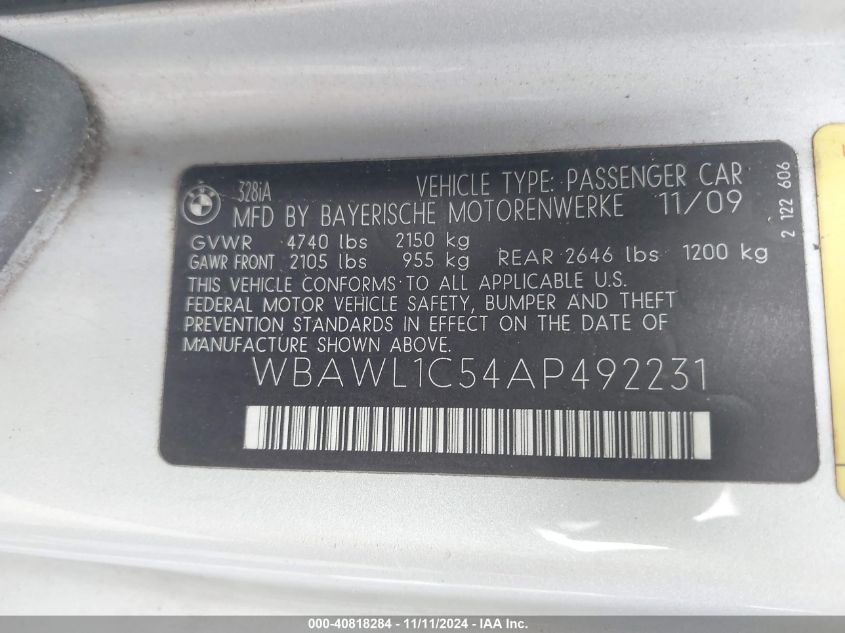 328iA VEHICLE TYPE: PASSENGER CAR
MFD BY BAYERISCHE MOTORENWERKE 11/09
GVWR 4740 lbs 2150 kg
GAWR FRONT 2105 lbs 955 kg REAR 2646 lbs 1200 kg
THIS VEHICLE CONFORMS TO ALL APPLICABLE U.S.
FEDERAL MOTOR VEHICLE SAFETY, BUMPER AND THEFT
PREVENTION STANDARDS IN EFFECT ON THE DATE OF
MANUFACTURE SHOWN ABOVE.
WBAWL1C54AP492231
2 122 606
000-40818284 - 11/11/2024 - IAA Inc.